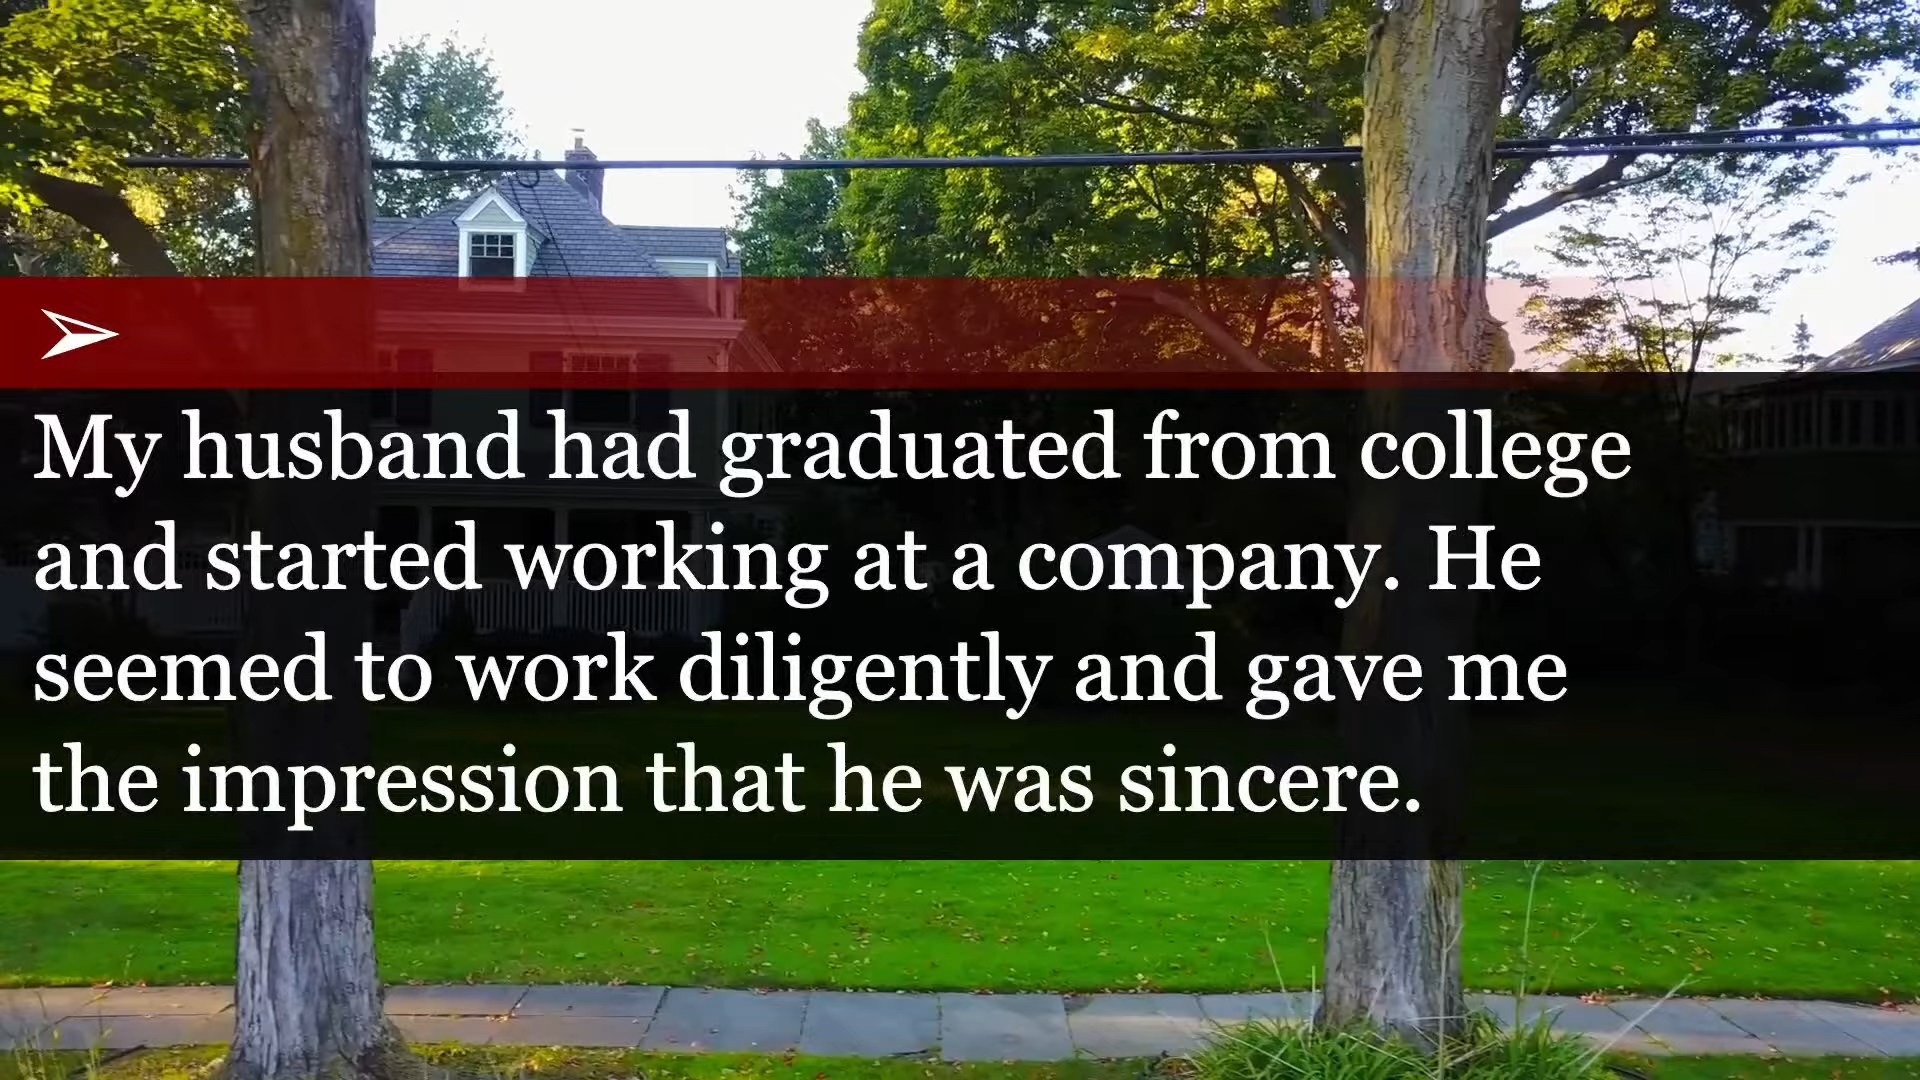 My husband had graduated from college
and started working at a company. He
seemed to work diligently and gave me
the impression that he was sincere.